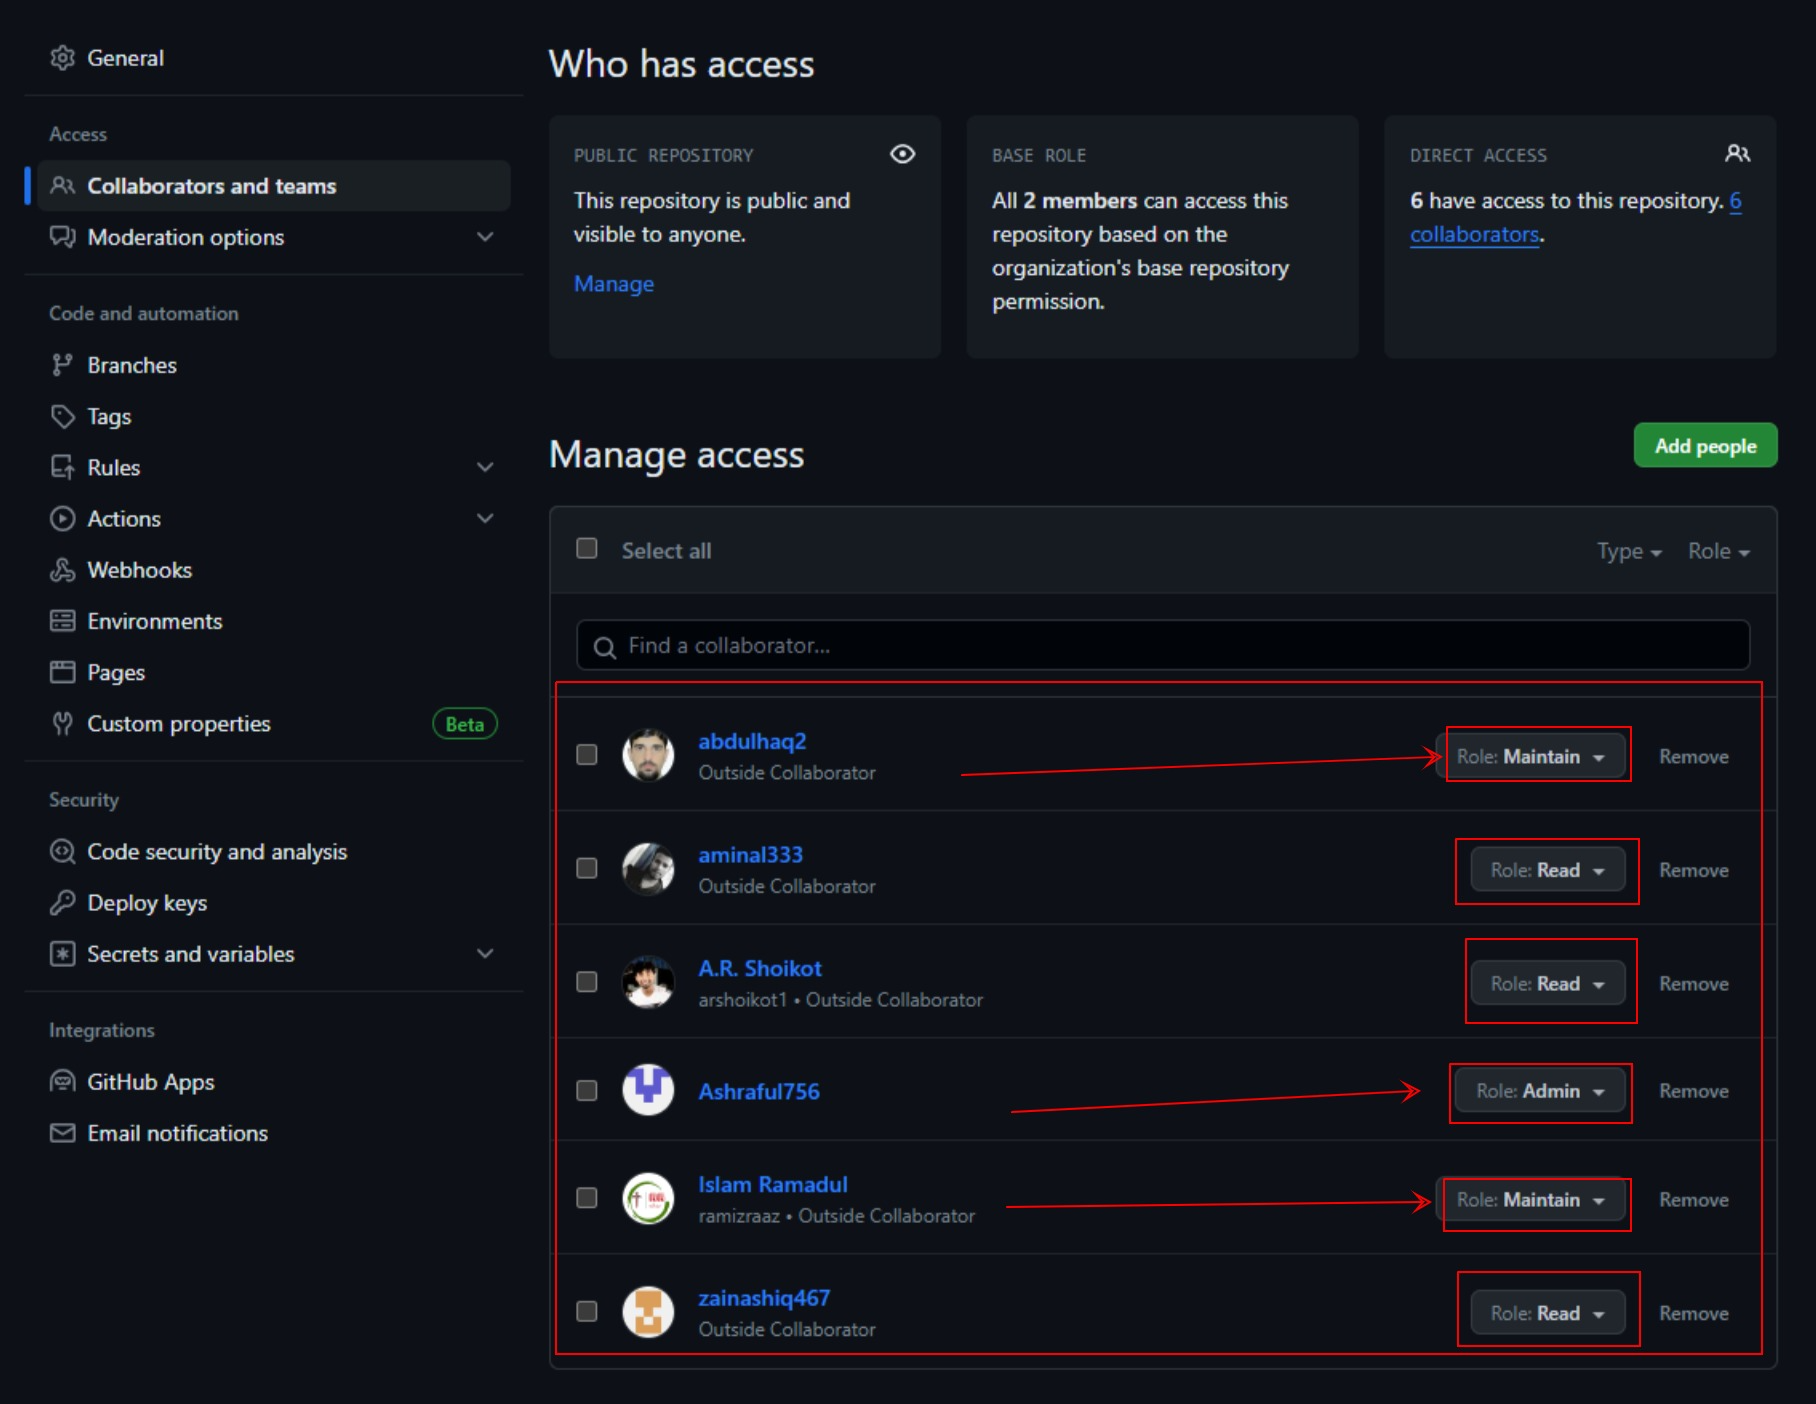 General
Access
Collaborators and teams
Moderation options
Code and automation
Branches
Tags
Rules
Actions
Webhooks
Environments
Pages
Custom properties Beta
Security
Code security and analysis
Deploy keys
Secrets and variables
Integrations
GitHub Apps
Email notifications
Who has access
PUBLIC REPOSITORY
This repository is public and
visible to anyone.
Manage
BASE ROLE
All 2 members can access this
repository based on the
organization's base repository
permission.
DIRECT ACCESS
6 have access to this repository. 6
collaborators.
Manage access
Add people
Select all Type Role
Find a collaborator...
abdulhaq2
Outside Collaborator
Role: Maintain Remove
aminal333
Outside Collaborator
Role: Read Remove
A.R. Shoikot
arshoikot1 • Outside Collaborator
Role: Read Remove
Ashraful756
Role: Admin Remove
Islam Ramadul
ramizraaz • Outside Collaborator
Role: Maintain Remove
zainashiq467
Outside Collaborator
Role: Read Remove